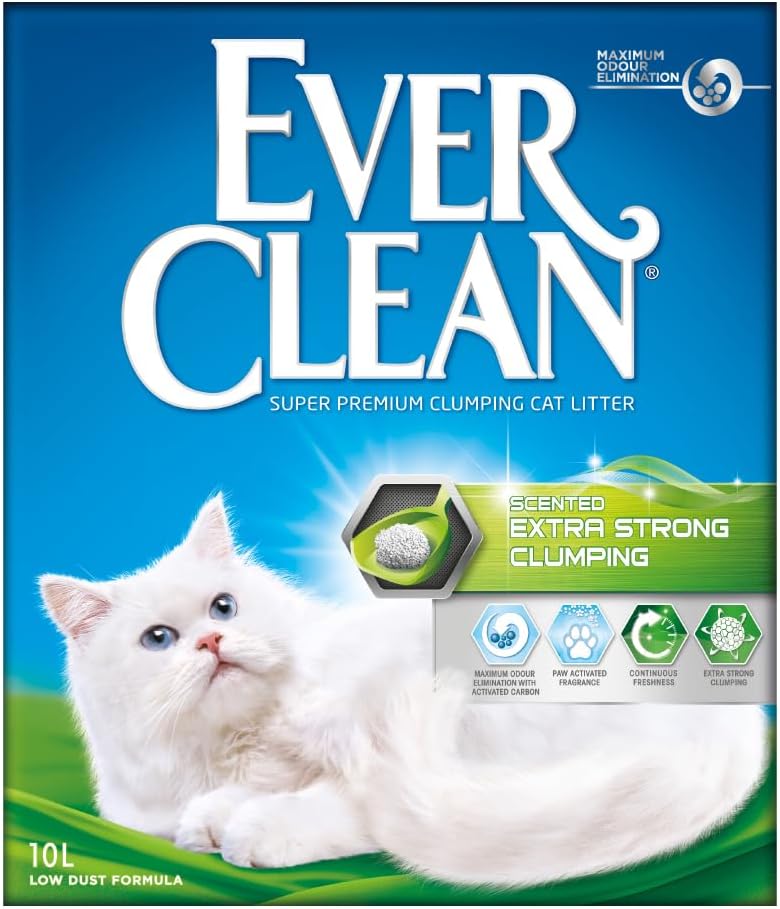 MAXIMUM
ODOUR
ELIMINATION
EVER
CLEAN®
SUPER PREMIUM CLUMPING CAT LITTER
SCENTED
EXTRA STRONG
CLUMPING
MAXIMUM ODOUR
ELIMINATION WITH
ACTIVATED CARBON
PAW ACTIVATED
FRAGRANCE
CONTINUOUS
FRESHNESS
EXTRA STRONG
CLUMPING
10L
LOW DUST FORMULA